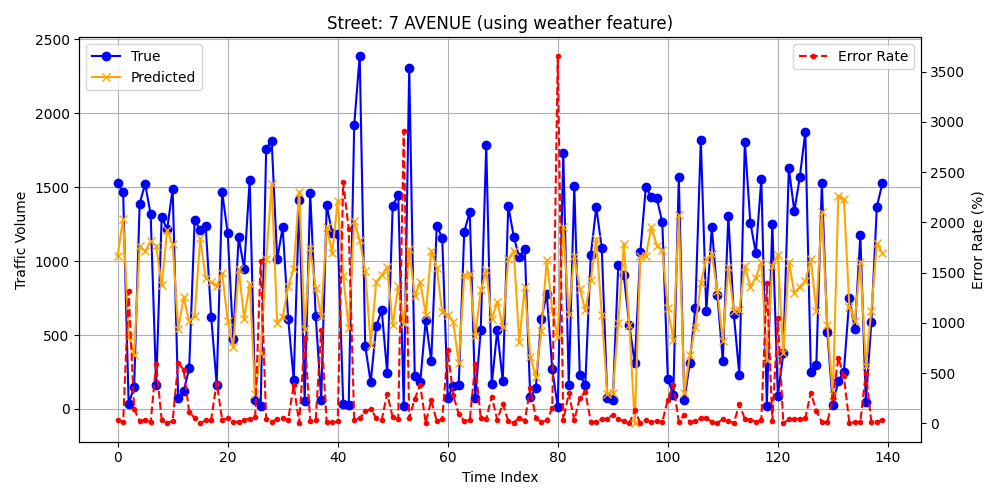 Street: 7 AVENUE (using weather feature)
True
Predicted
Error Rate
Traffic Volume
2500
2000
1500
1000
500
0
3500
3000
2500
2000
1500
1000
500
0
Error Rate (%)
0 20 40 60 80 100 120 140
Time Index